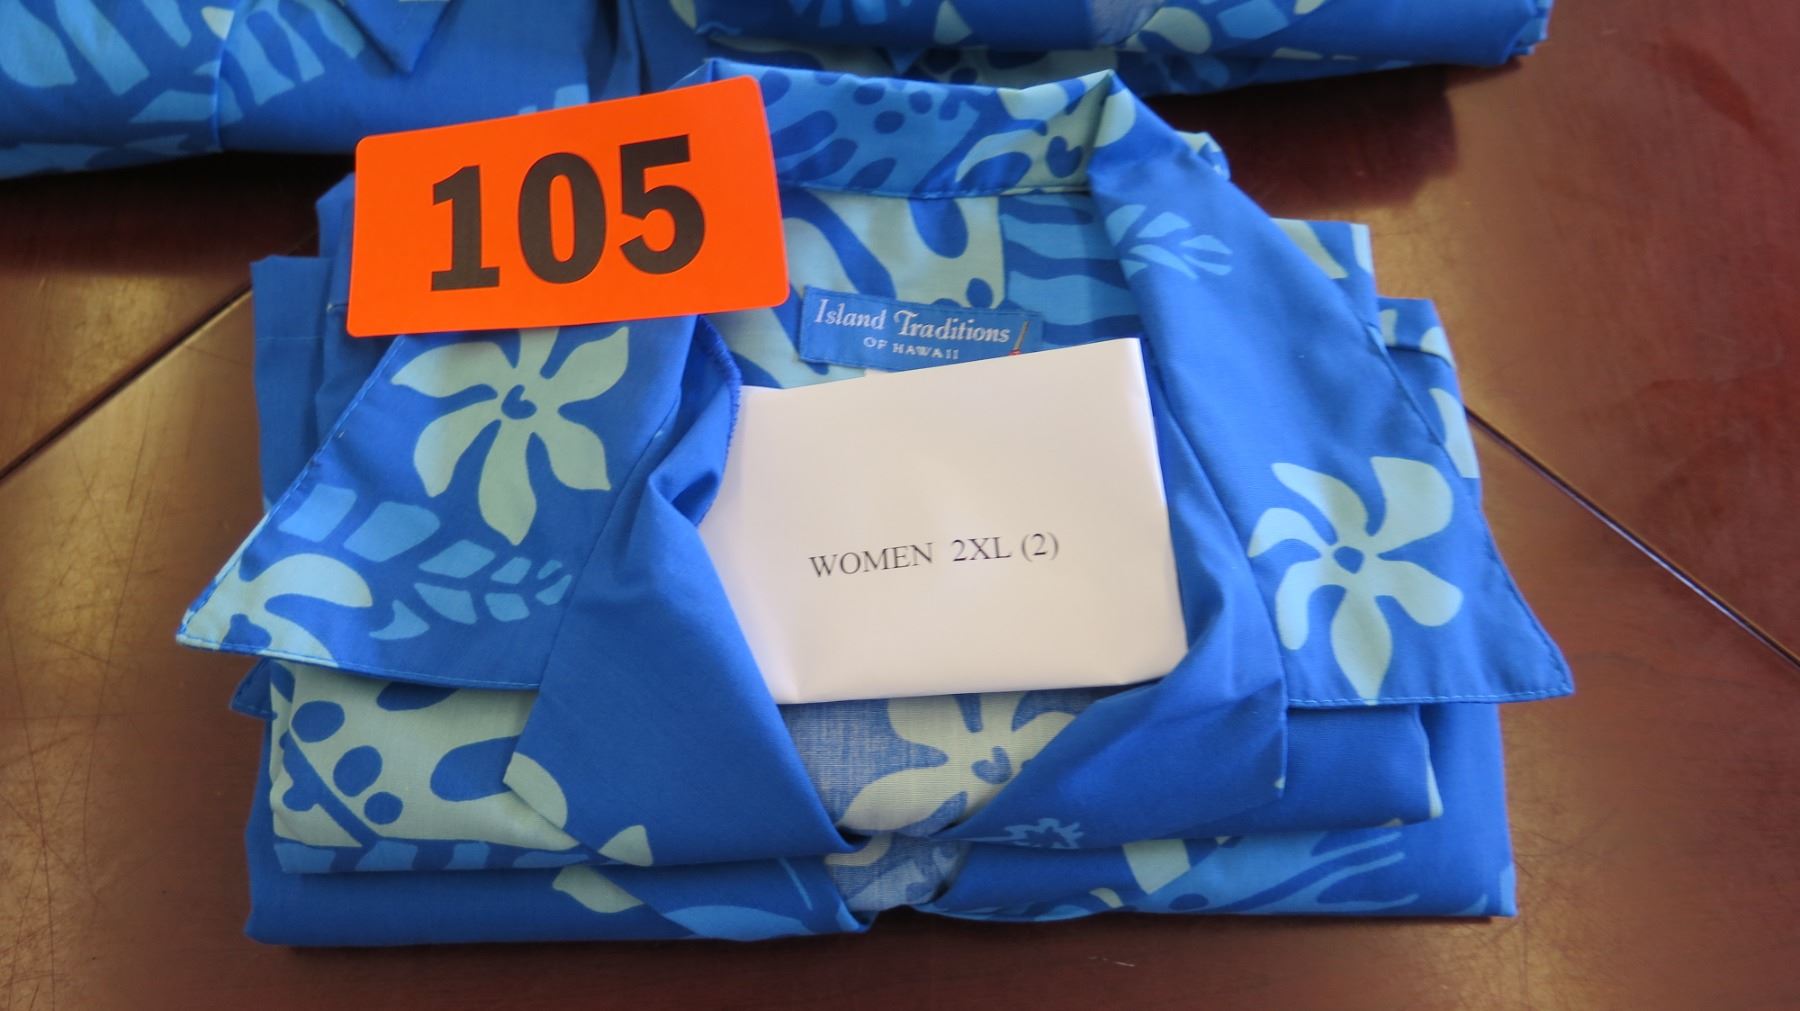 105
Island Traditions
OF HAWAII
WOMEN 2XL (2)